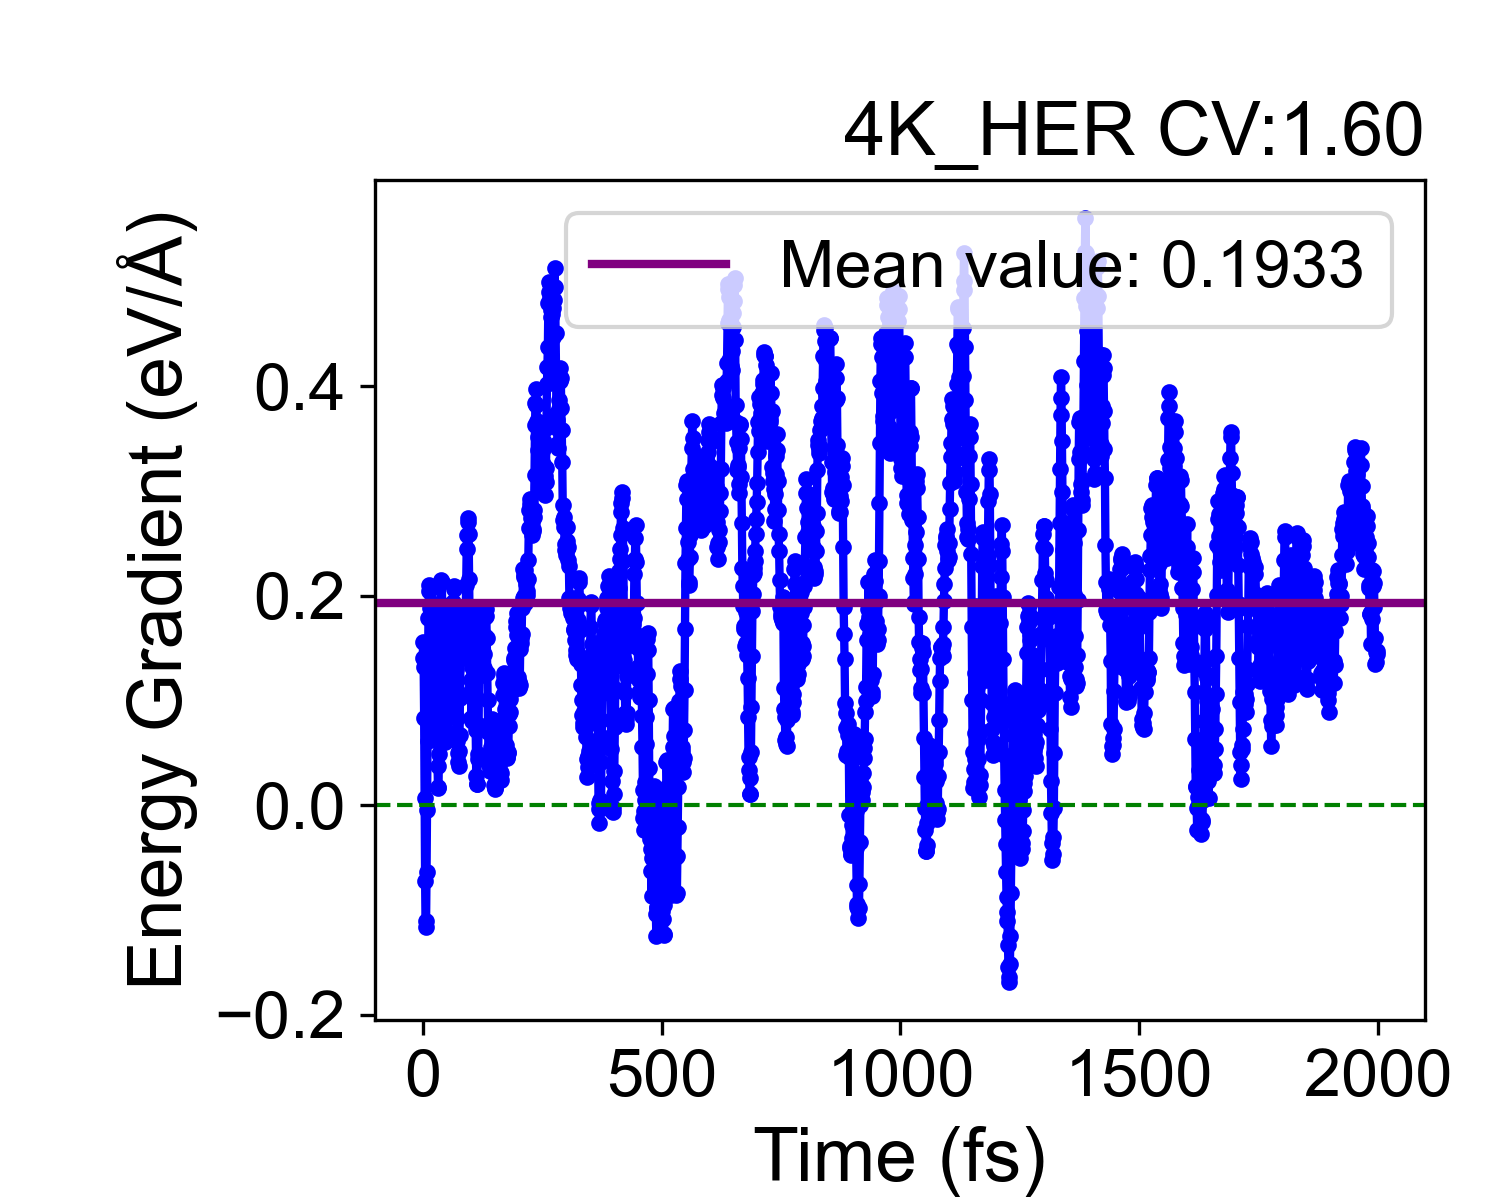 4K_HER CV:1.60
Mean value: 0.1933
Energy Gradient (eV/Å)
0.4
0.2
0.0
−0.2
0 500 1000 1500 2000
Time (fs)